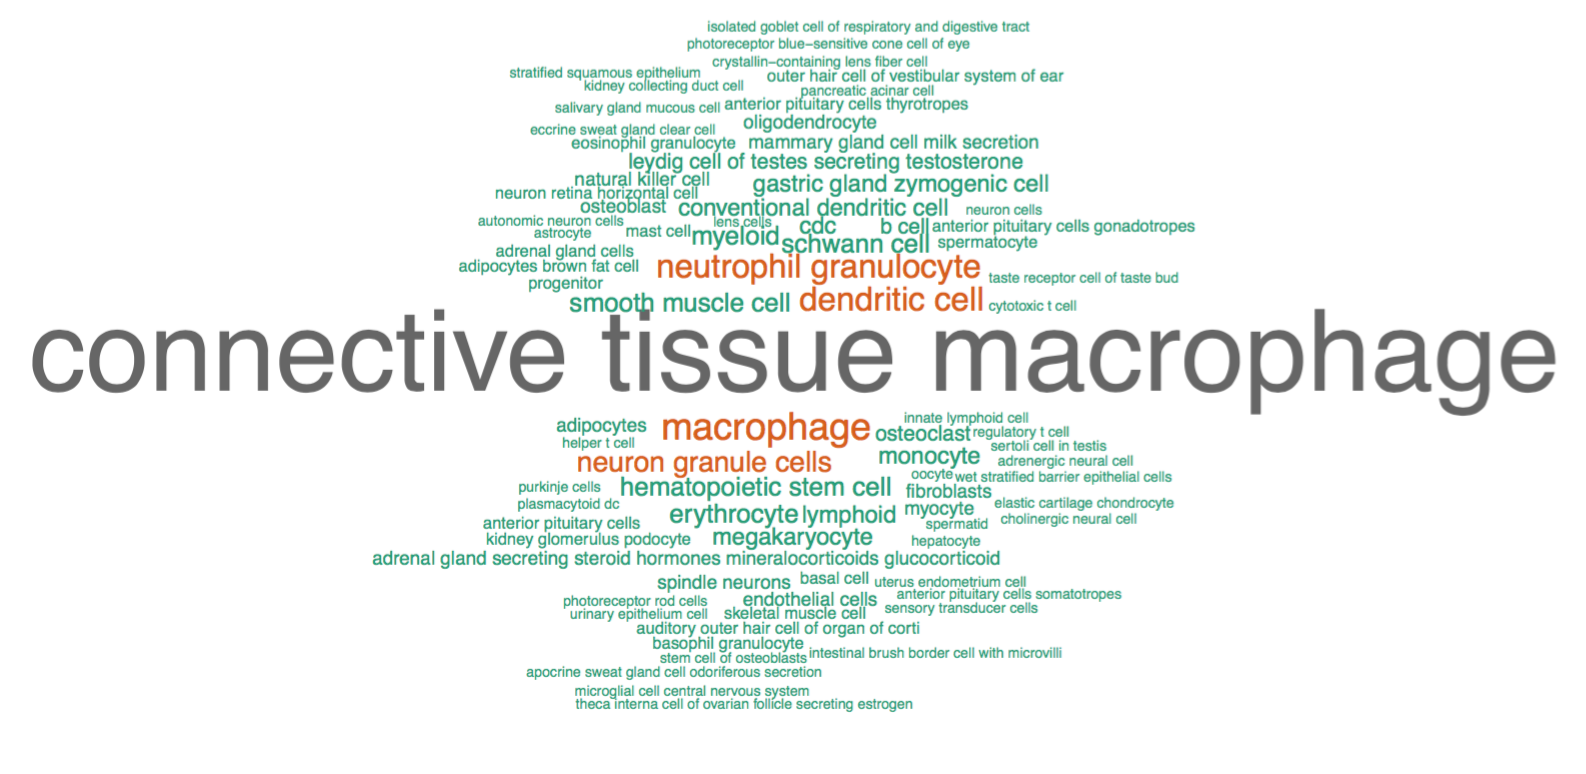 isolated goblet cell of respiratory and digestive tract
photoreceptor blue−sensitive cone cell of eye
crystallin−containing lens fiber cell
stratified squamous epithelium
outer hair cell of vestibular system of ear
kidney collecting duct cell
pancreatic acinar cell
salivary gland mucous cell
anterior pituitary cells thyrotropes
oligodendrocyte
eccrine sweat gland clear cell
eosinophil granulocyte
mammary gland cell milk secretion
leydig cell of testes secreting testosterone
natural killer cell
gastric gland zymogenic cell
neuron retina horizontal cell
osteoblast
conventional dendritic cell
neuron cells
autonomic neuron cells
lens cells
cdc
b cell
anterior pituitary cells gonadotropes
astrocyte
mast cell
myeloid
schwann cell
spermatocyte
adrenal gland cells
adipocytes brown fat cell
neutrophil granulocyte
taste receptor cell of taste bud
progenitor
smooth muscle cell
dendritic cell
cytotoxic t cell
connective tissue macrophage
adipocytes
macrophage
innate lymphoid cell
osteoclast
regulatory t cell
helper t cell
sertoli cell in testis
neuron granule cells
monocyte
adrenergic neural cell
oocyte
wet stratified barrier epithelial cells
purkinje cells
hematopoietic stem cell
fibroblasts
plasmacytoid dc
elastic cartilage chondrocyte
erythrocyte
lymphoid
myocyte
anterior pituitary cells
spermatid
cholinergic neural cell
kidney glomerulus podocyte
megakaryocyte
hepatocyte
adrenal gland secreting steroid hormones mineralocorticoids glucocorticoid
spindle neurons
basal cell
uterus endometrium cell
photoreceptor rod cells
endothelial cells
anterior pituitary cells somatotropes
urinary epithelium cell
skeletal muscle cell
sensory transducer cells
auditory outer hair cell of organ of corti
basophil granulocyte
stem cell of osteoblasts
intestinal brush border cell with microvilli
apocrine sweat gland cell odoriferous secretion
microglial cell central nervous system
theca interna cell of ovarian follicle secreting estrogen